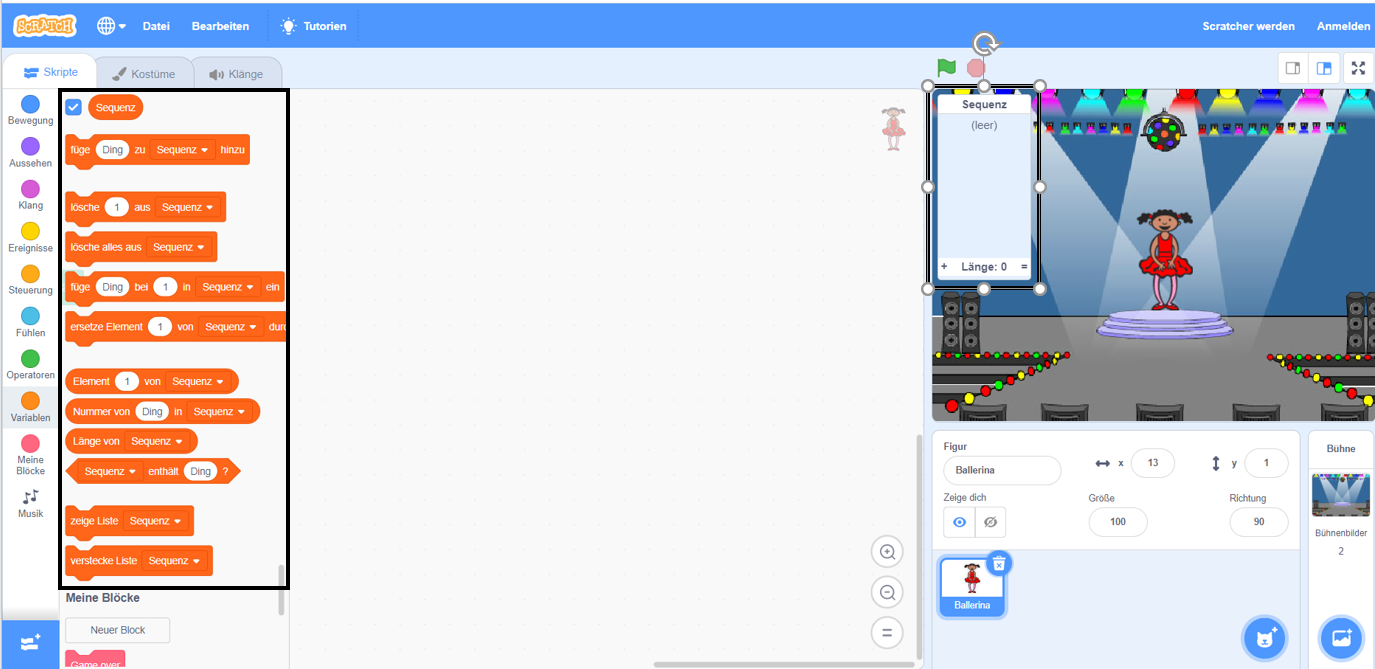 SCRATCH Datei Bearbeiten Tutorien Scratcher werden Anmelden
Skripte Kostüme Klänge
Bewegung
Aussehen
Klang
Ereignisse
Steuerung
Fühlen
Operatoren
Variablen
Meine
Blöcke
Musik
Sequenz
füge Ding zu Sequenz hinzu
lösche 1 aus Sequenz
lösche alles aus Sequenz
füge Ding bei 1 in Sequenz ein
ersetze Element 1 von Sequenz durc
Element 1 von Sequenz
Nummer von Ding in Sequenz
Länge von Sequenz
Sequenz enthält Ding ?
zeige Liste Sequenz
verstecke Liste Sequenz
Meine Blöcke
Neuer Block
Game over
Sequenz
(leer)
+ Länge: 0 =
Figur
Ballerina x 13 y 1
Zeige dich Größe Richtung
100 90
Ballerina
Bühne
Bühnenbilder
2